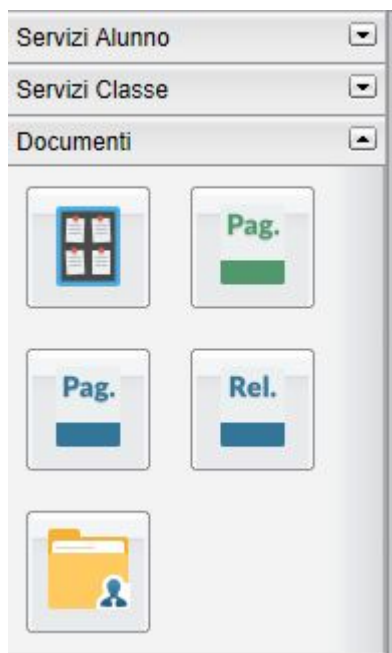 Servizi Alunno
Servizi Classe
Documenti
Pag.
Pag.
Rel.